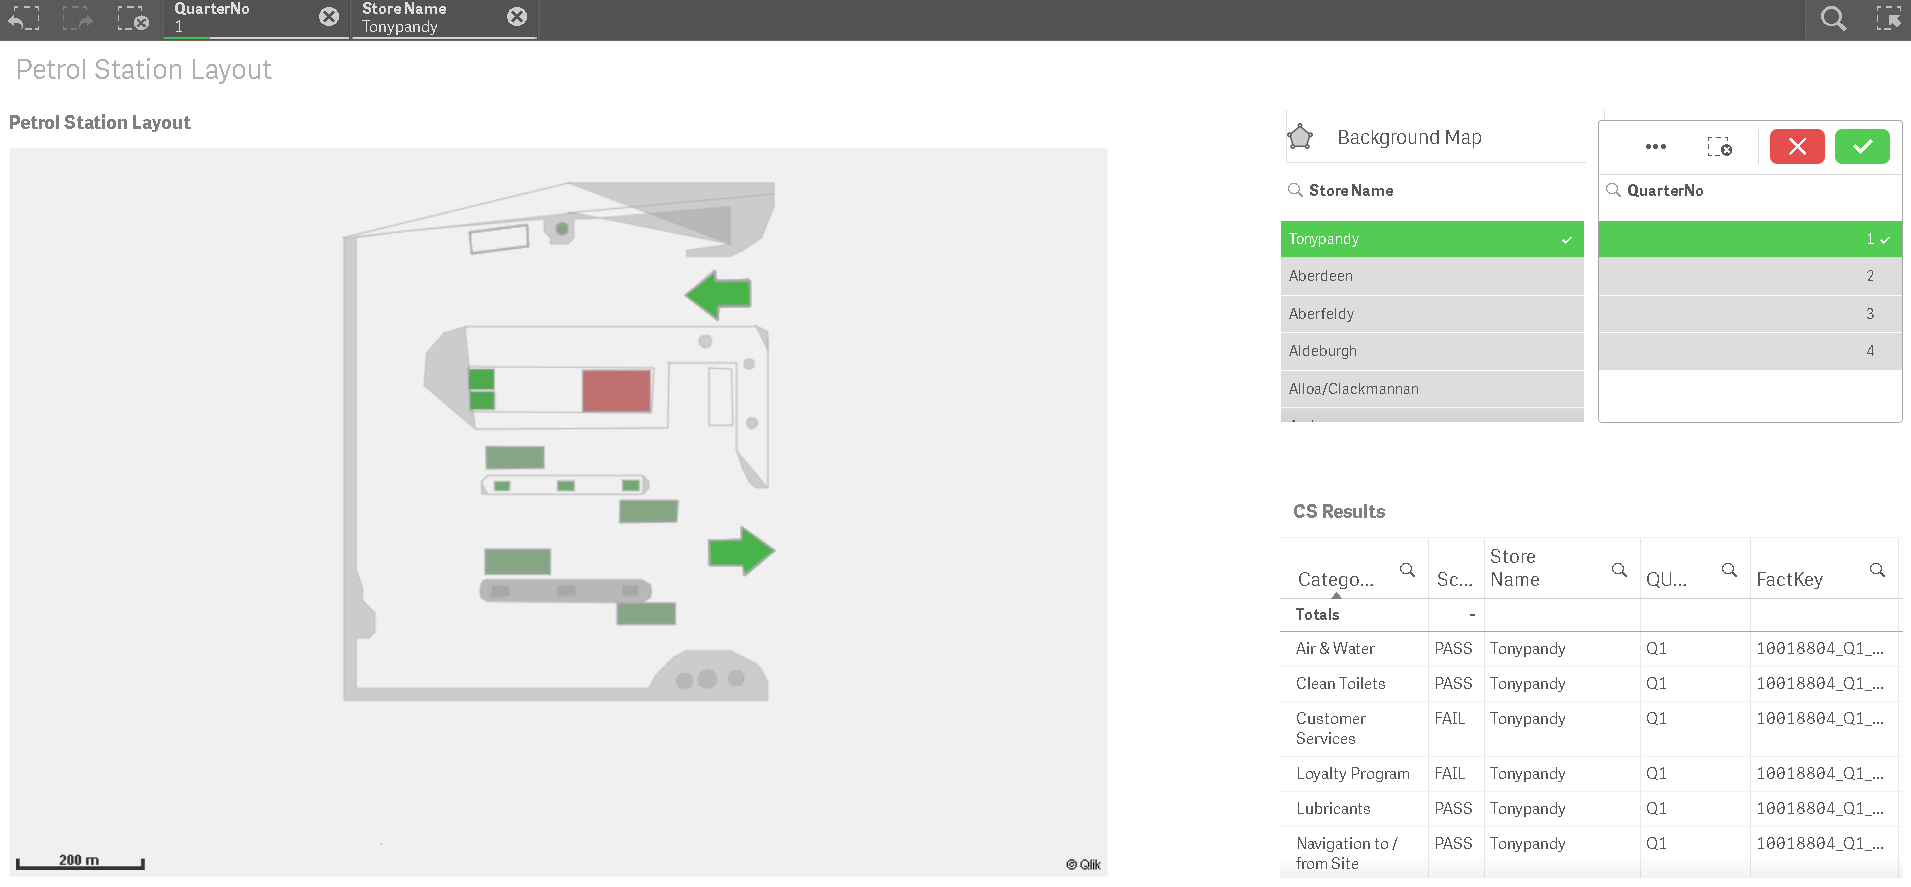 QuarterNo
1
Store Name
Tonypandy
Petrol Station Layout
Petrol Station Layout
200 m
© Qlik
Background Map
Store Name
Tonypandy
Aberdeen
Aberfeldy
Aldeburgh
Alloa/Clackmannan
QuarterNo
1
2
3
4
CS Results
Catego... Sc... Store Name QU... FactKey
Totals -
Air & Water PASS Tonypandy Q1 10018804_Q1_...
Clean Toilets PASS Tonypandy Q1 10018804_Q1_...
Customer Services FAIL Tonypandy Q1 10018804_Q1_...
Loyalty Program FAIL Tonypandy Q1 10018804_Q1_...
Lubricants PASS Tonypandy Q1 10018804_Q1_...
Navigation to / from Site PASS Tonypandy Q1 10018804_Q1_...